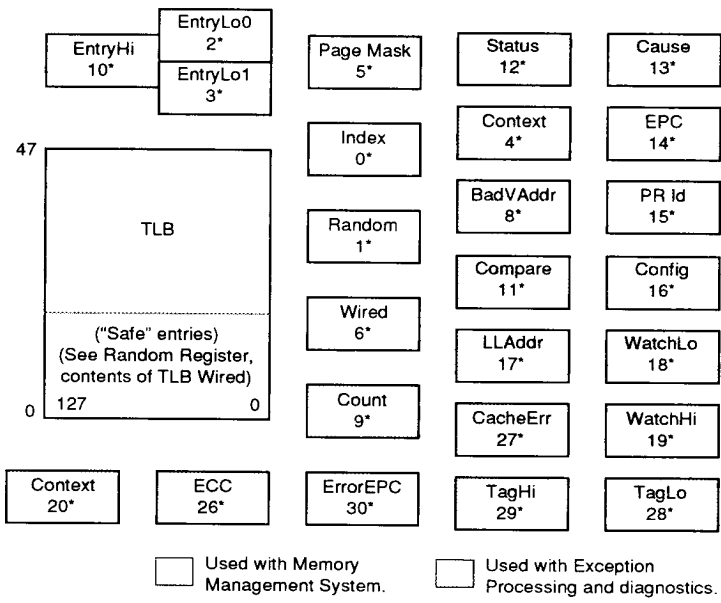 EntryLo0
2*
EntryHi
10*
EntryLo1
3*
Page Mask
5*
Status
12*
Cause
13*
Index
0*
Context
4*
EPC
14*
47
TLB
Random
1*
BadVAddr
8*
PR Id
15*
Compare
11*
Config
16*
("Safe" entries)
(See Random Register,
contents of TLB Wired)
Wired
6*
LLAddr
17*
WatchLo
18*
0
127
0
Count
9*
CacheErr
27*
WatchHi
19*
Context
20*
ECC
26*
ErrorEPC
30*
TagHi
29*
TagLo
28*
Used with Memory
Management System.
Used with Exception
Processing and diagnostics.